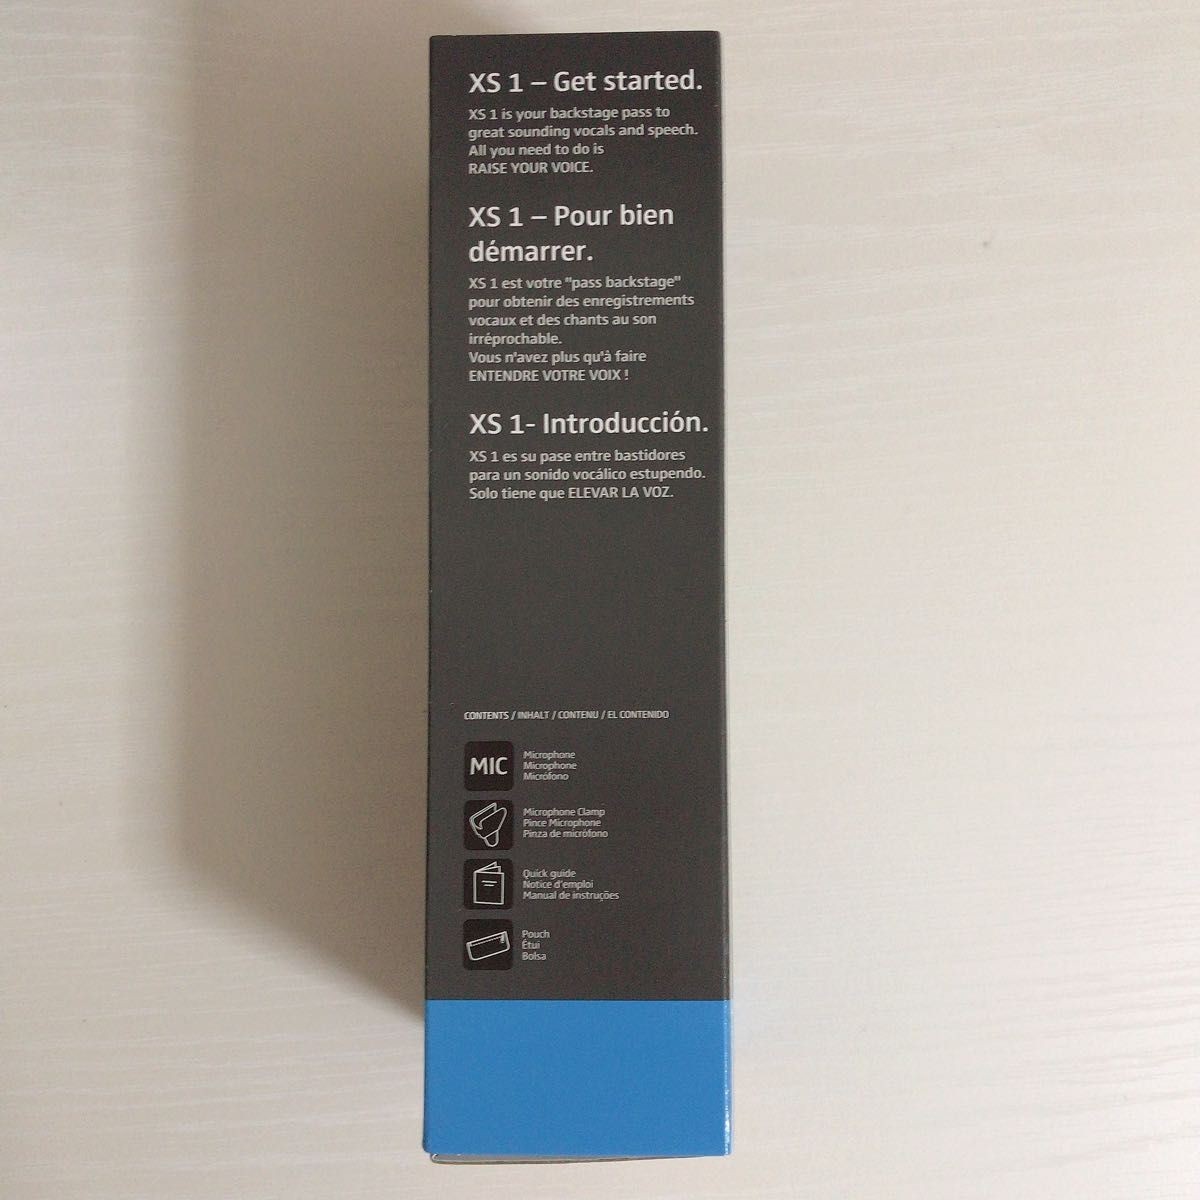 XS 1 – Get started.
XS 1 is your backstage pass to
great sounding vocals and speech.
All you need to do is
RAISE YOUR VOICE.
XS 1 – Pour bien
démarrer.
XS 1 est votre "pass backstage"
pour obtenir des enregistrements
vocaux et des chants au son
irréprochable.
Vous n'avez plus qu'à faire
ENTENDRE VOTRE VOIX !
XS 1- Introducción.
XS 1 es su pase entre bastidores
para un sonido vocálico estupendo.
Solo tiene que ELEVAR LA VOZ.
CONTENTS / INHALT / CONTENU / EL CONTENIDO
MIC
Microphone
Microphone
Micrófono
Microphone Clamp
Pince Microphone
Pinza de micrófono
Quick guide
Notice d'emploi
Manual de instruções
Pouch
Étui
Bolsa